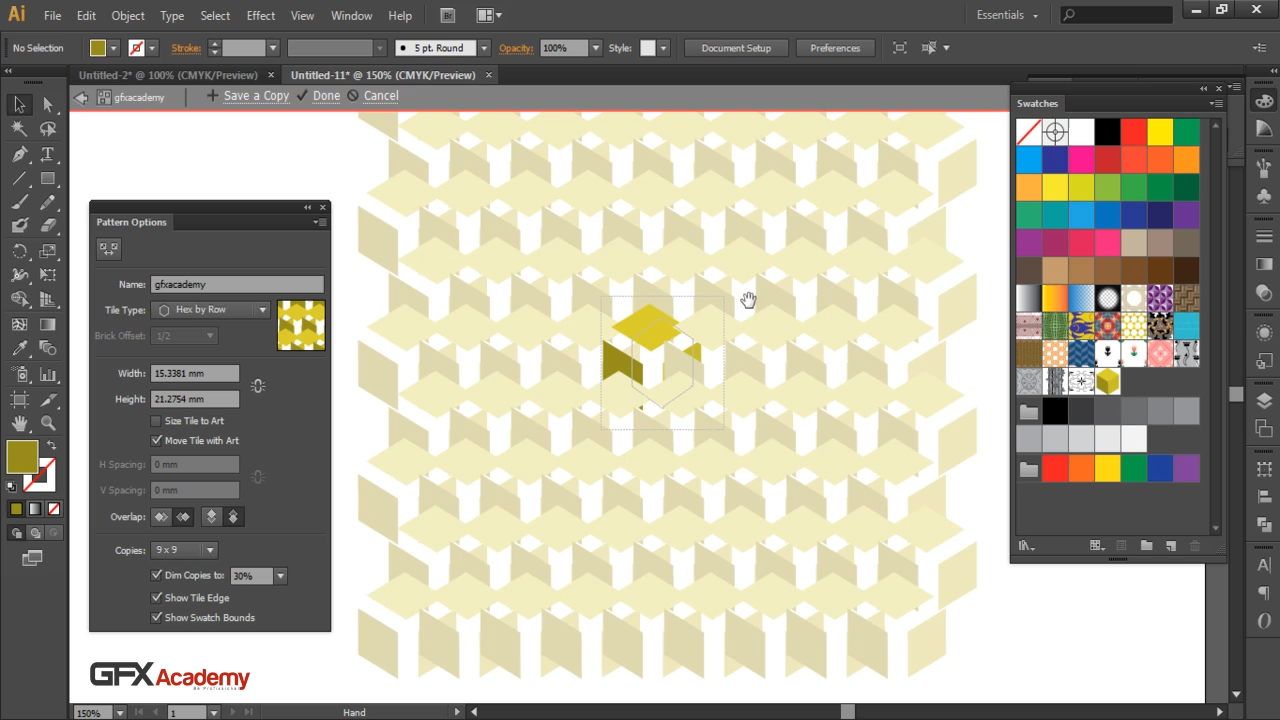 Ai File Edit Object Type Select Effect View Window Help Br Essentials
No Selection Stroke: 5 pt. Round Opacity: 100% Style: Document Setup Preferences
Untitled-2* @ 100% (CMYK/Preview) × Untitled-11* @ 150% (CMYK/Preview) ×
gfxacademy + Save a Copy Done Cancel
Swatches
Pattern Options
Name: gfxacademy
Tile Type: Hex by Row
Brick Offset: 1/2
Width: 15.3381 mm
Height: 21.2754 mm
Size Tile to Art
Move Tile with Art
H Spacing: 0 mm
V Spacing: 0 mm
Overlap:
Copies: 9 x 9
Dim Copies to: 30%
Show Tile Edge
Show Swatch Bounds
GFX Academy
Be Professional
150% 1 Hand